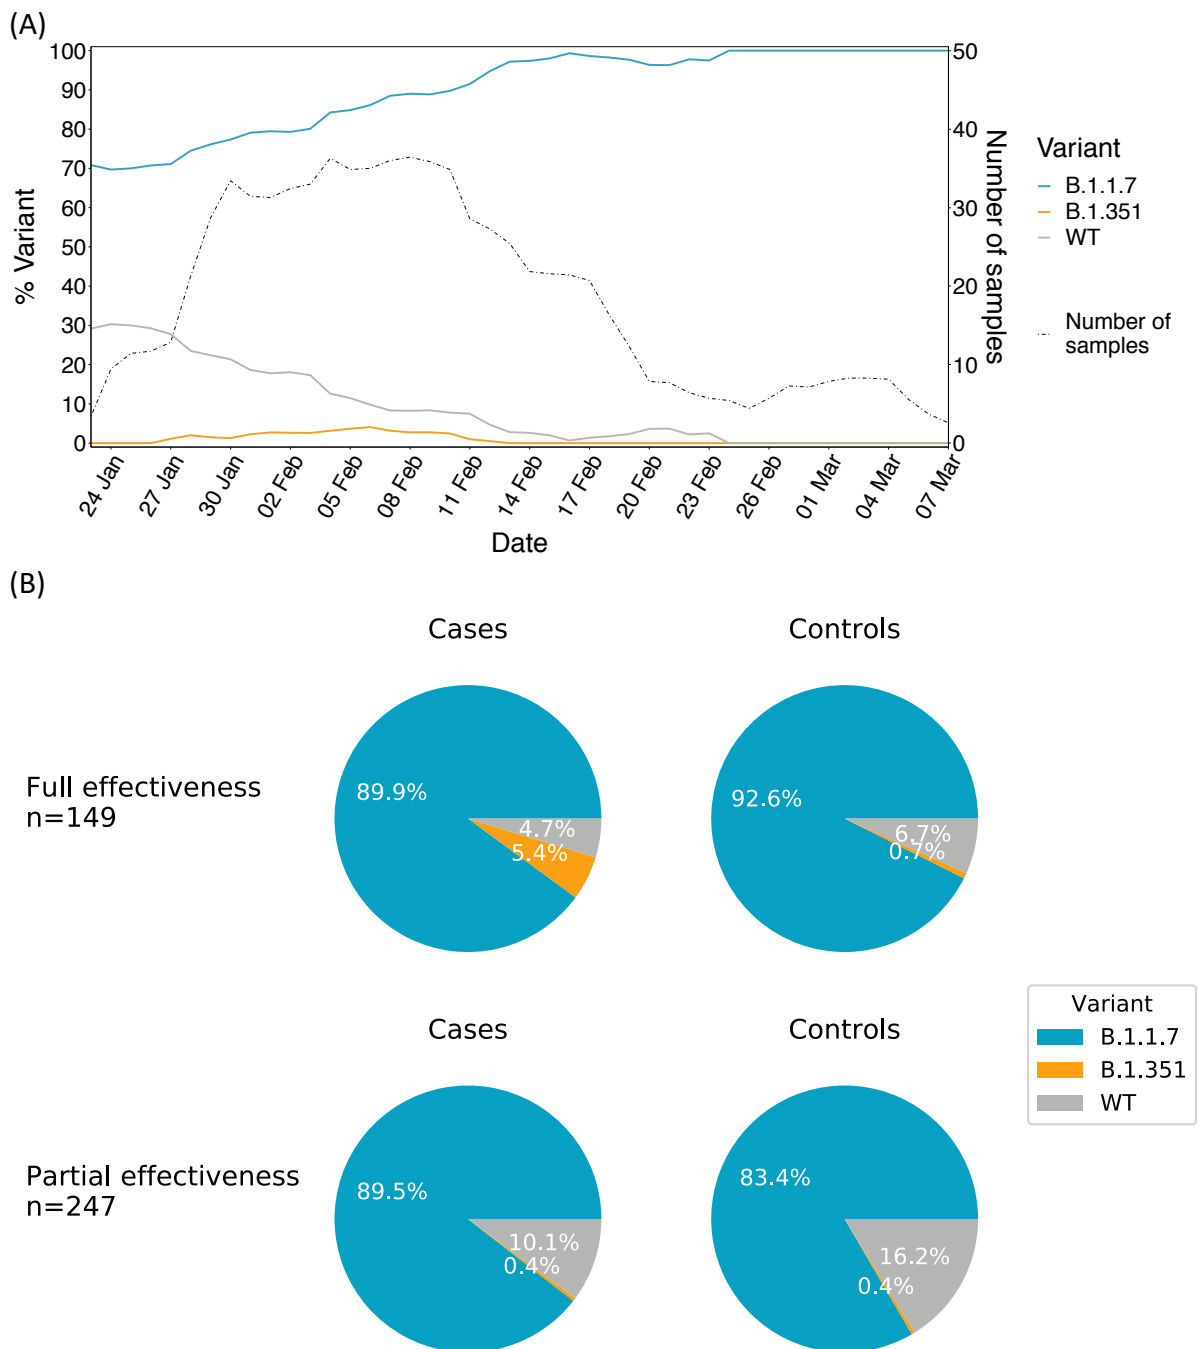 (A)
100
90
80
70
60
50
40
30
20
10
0
% Variant
50
40
30
20
10
0
Number of samples
24 Jan
27 Jan
30 Jan
02 Feb
05 Feb
08 Feb
11 Feb
14 Feb
17 Feb
20 Feb
23 Feb
26 Feb
01 Mar
04 Mar
07 Mar
Date
Variant
B.1.1.7
B.1.351
WT
Number of
samples
(B)
Cases
Controls
Full effectiveness
n=149
89.9%
4.7%
5.4%
92.6%
6.7%
0.7%
Cases
Controls
Partial effectiveness
n=247
89.5%
10.1%
0.4%
83.4%
16.2%
0.4%
Variant
B.1.1.7
B.1.351
WT